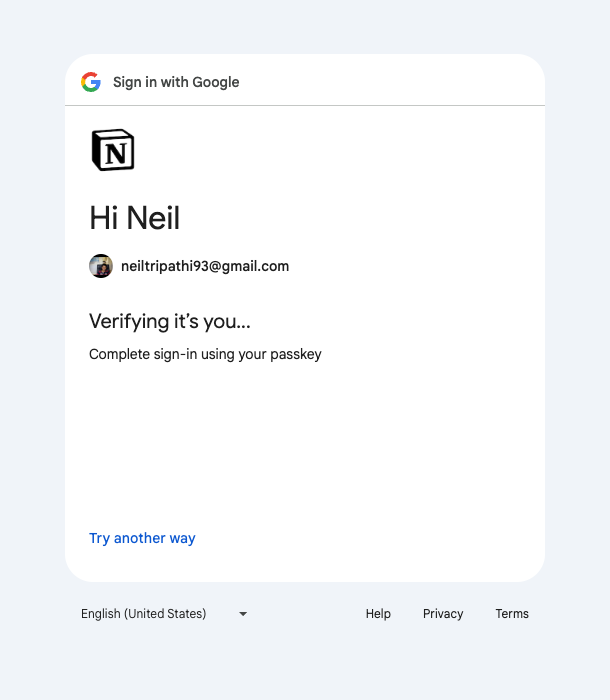 Sign in with Google
N
Hi Neil
neiltripathi93@gmail.com
Verifying it’s you...
Complete sign-in using your passkey
Try another way
English (United States)
Help Privacy Terms